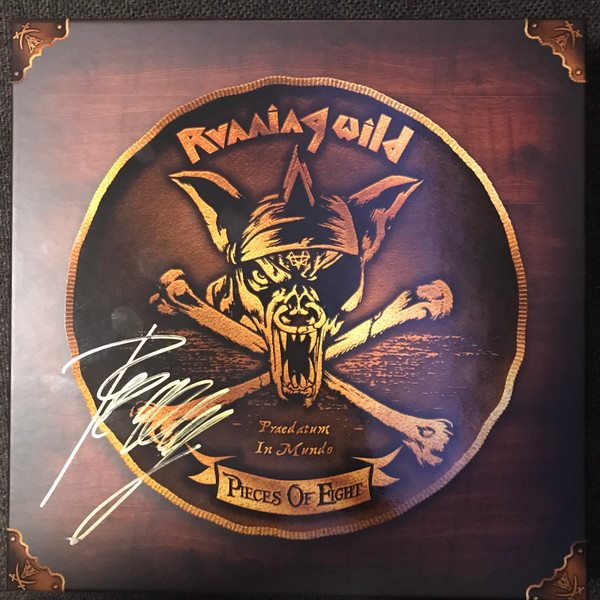 Running Wild
Praedatum
In Mundo
Pieces Of Eight